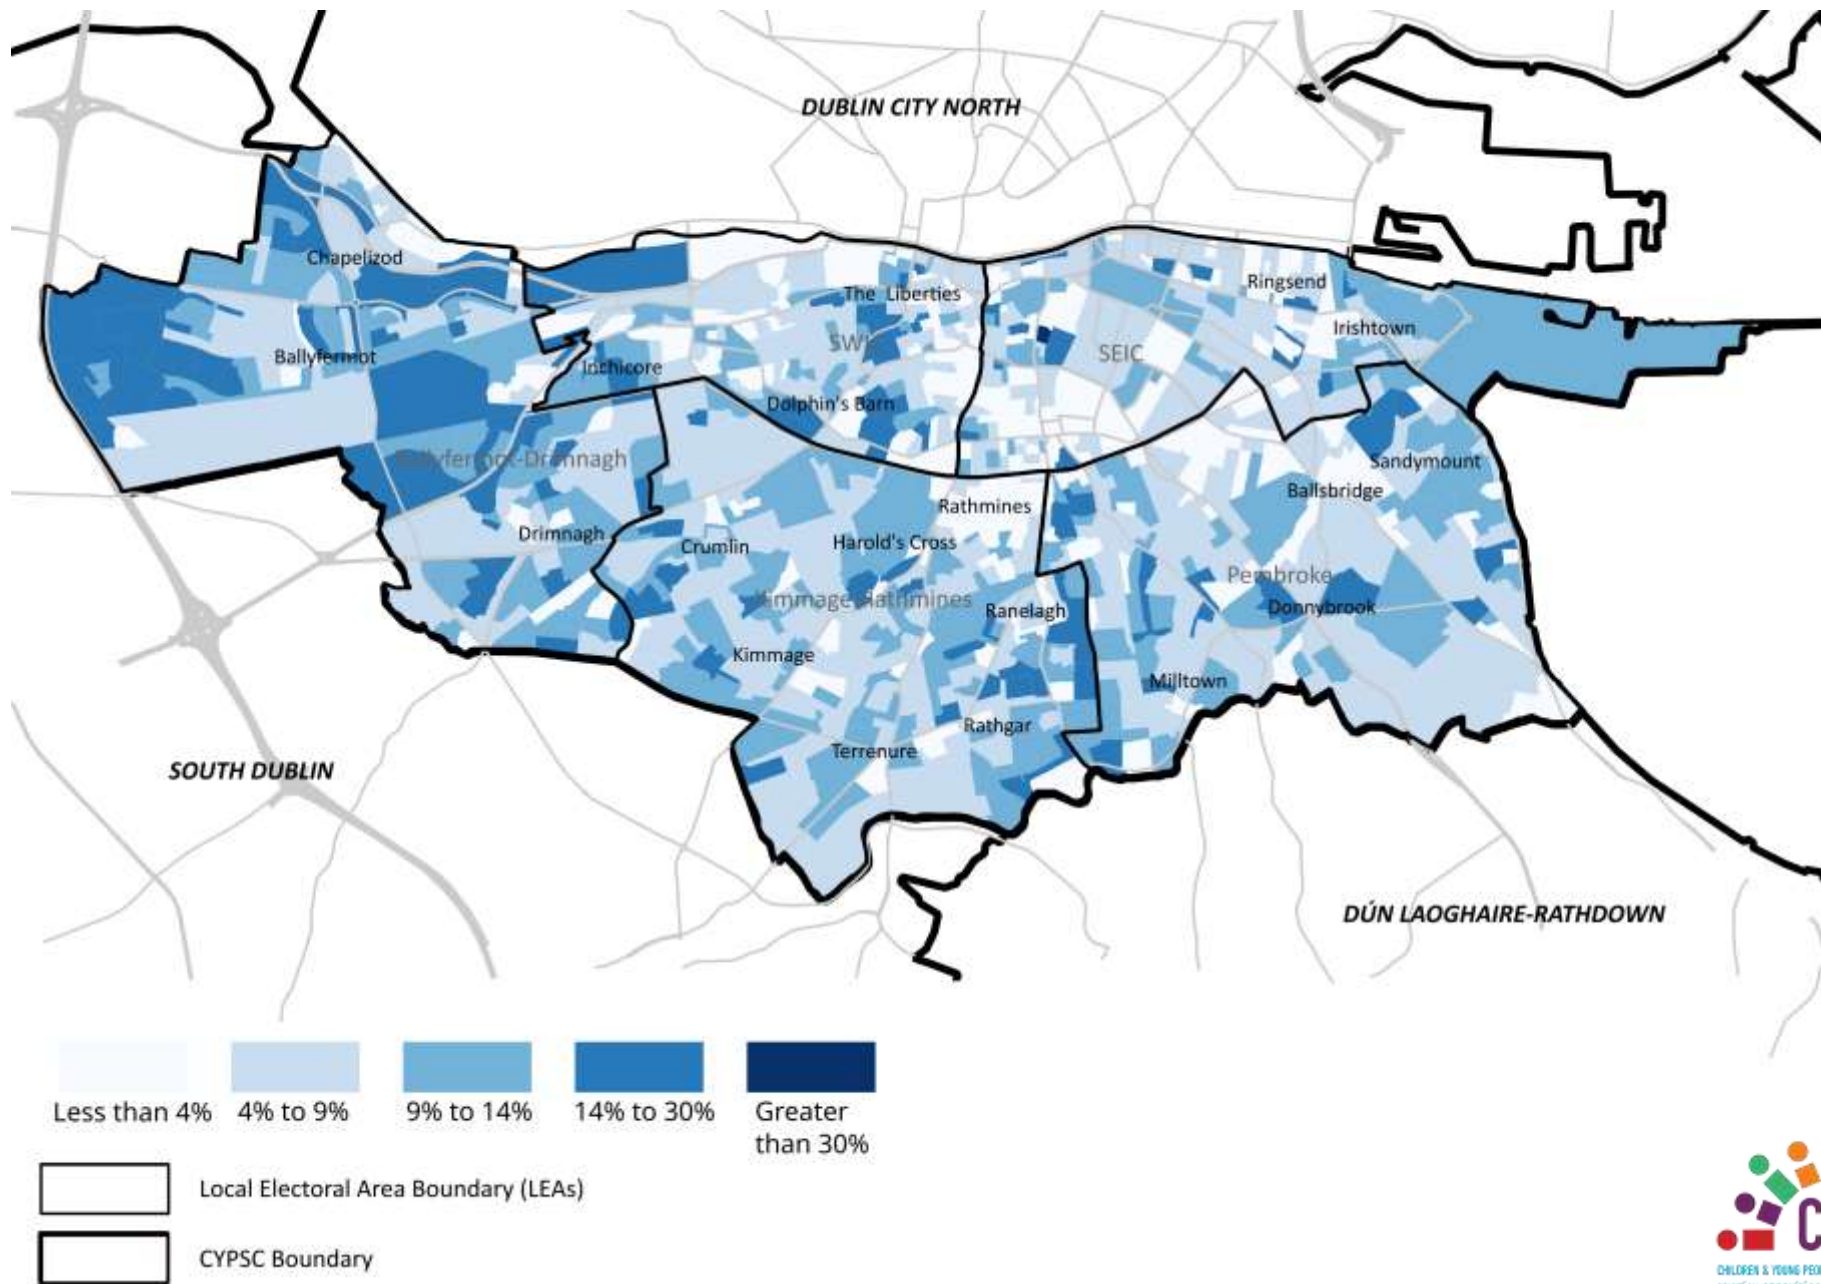 DUBLIN CITY NORTH
Chapelizod
Ringsend
The Liberties
Irishtown
SWIC
SEIC
Ballyfermot
Inchicore
Dolphin's Barn
Ballyfermot-Drimnagh
Sandymount
Ballsbridge
Rathmines
Drimnagh
Crumlin
Harold's Cross
Pembroke
Kimmage-Rathmines
Ranelagh
Donnybrook
Kimmage
Milltown
Rathgar
Terrenure
SOUTH DUBLIN
DÚN LAOGHAIRE-RATHDOWN
Less than 4% 4% to 9% 9% to 14% 14% to 30% Greater
than 30%
Local Electoral Area Boundary (LEAs)
CYPSC Boundary
C
CHILDREN & YOUNG PEO